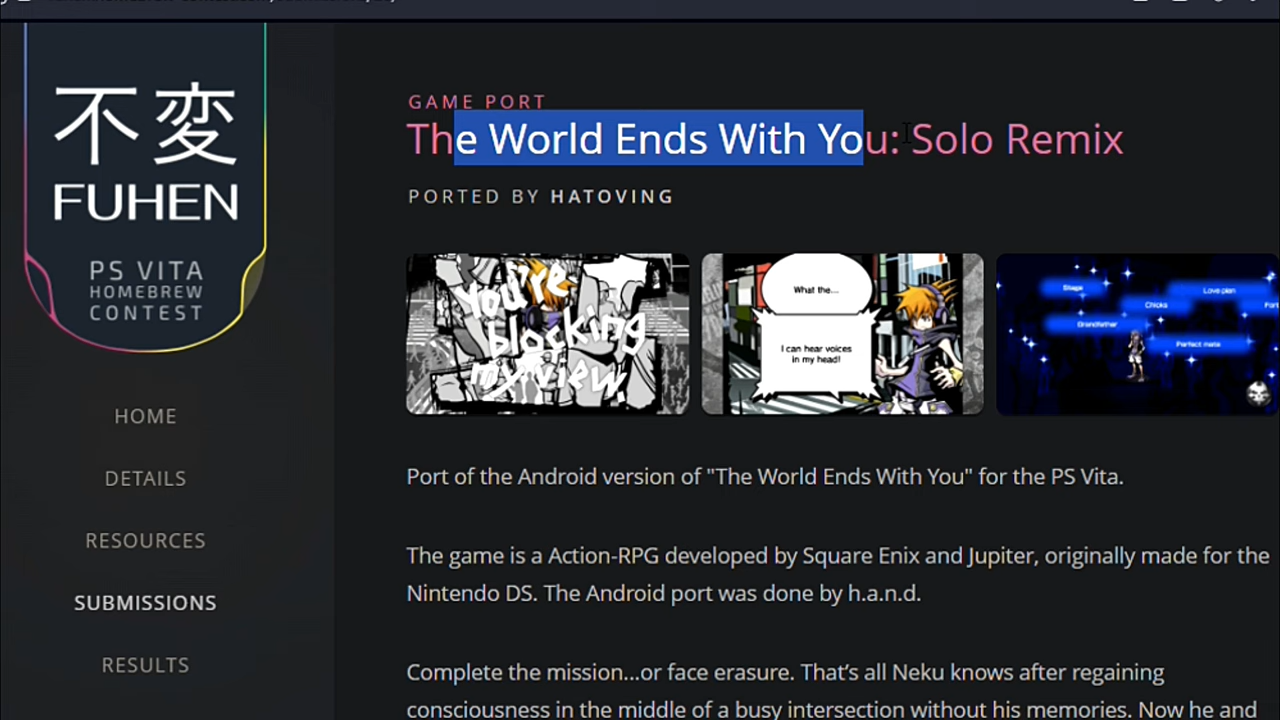 不変
FUHEN
PS VITA
HOMEBREW
CONTEST
HOME
DETAILS
RESOURCES
SUBMISSIONS
RESULTS
GAME PORT
The World Ends With You: Solo Remix
PORTED BY HATOVING
You're
blocking
my view
What the...
I can hear voices
in my head!
Stage
Love plan
Chicks
Grandfather
Perfect mate
Port of the Android version of "The World Ends With You" for the PS Vita.
The game is a Action-RPG developed by Square Enix and Jupiter, originally made for the
Nintendo DS. The Android port was done by h.a.n.d.
Complete the mission...or face erasure. That’s all Neku knows after regaining
consciousness in the middle of a busy intersection without his memories. Now he and